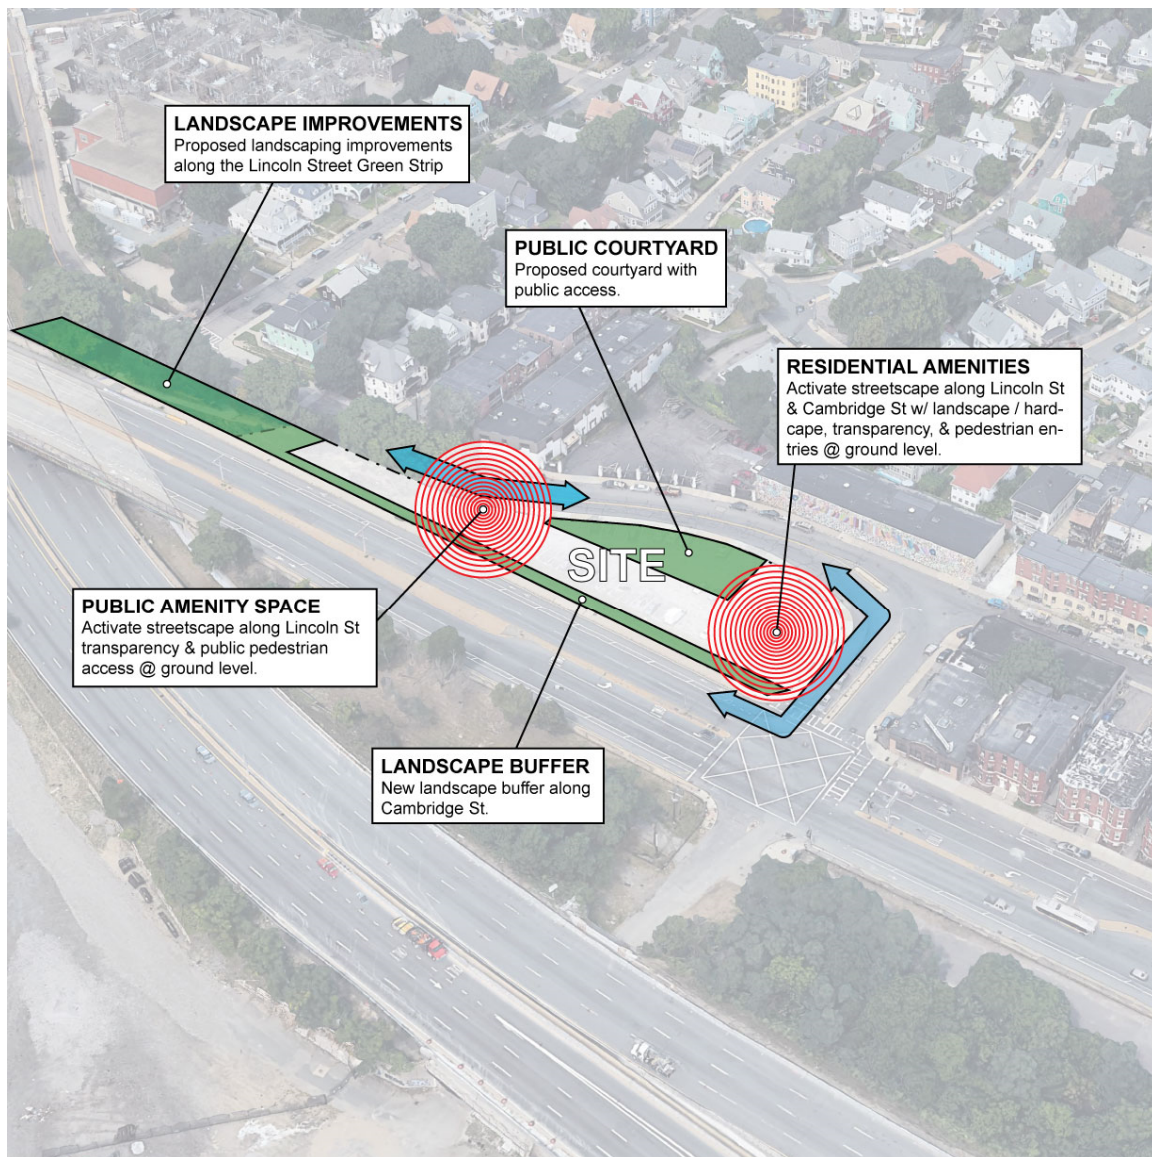 LANDSCAPE IMPROVEMENTS
Proposed landscaping improvements
along the Lincoln Street Green Strip
PUBLIC COURTYARD
Proposed courtyard with
public access.
RESIDENTIAL AMENITIES
Activate streetscape along Lincoln St
& Cambridge St w/ landscape / hard-
cape, transparency, & pedestrian en-
tries @ ground level.
SITE
PUBLIC AMENITY SPACE
Activate streetscape along Lincoln St
transparency & public pedestrian
access @ ground level.
LANDSCAPE BUFFER
New landscape buffer along
Cambridge St.